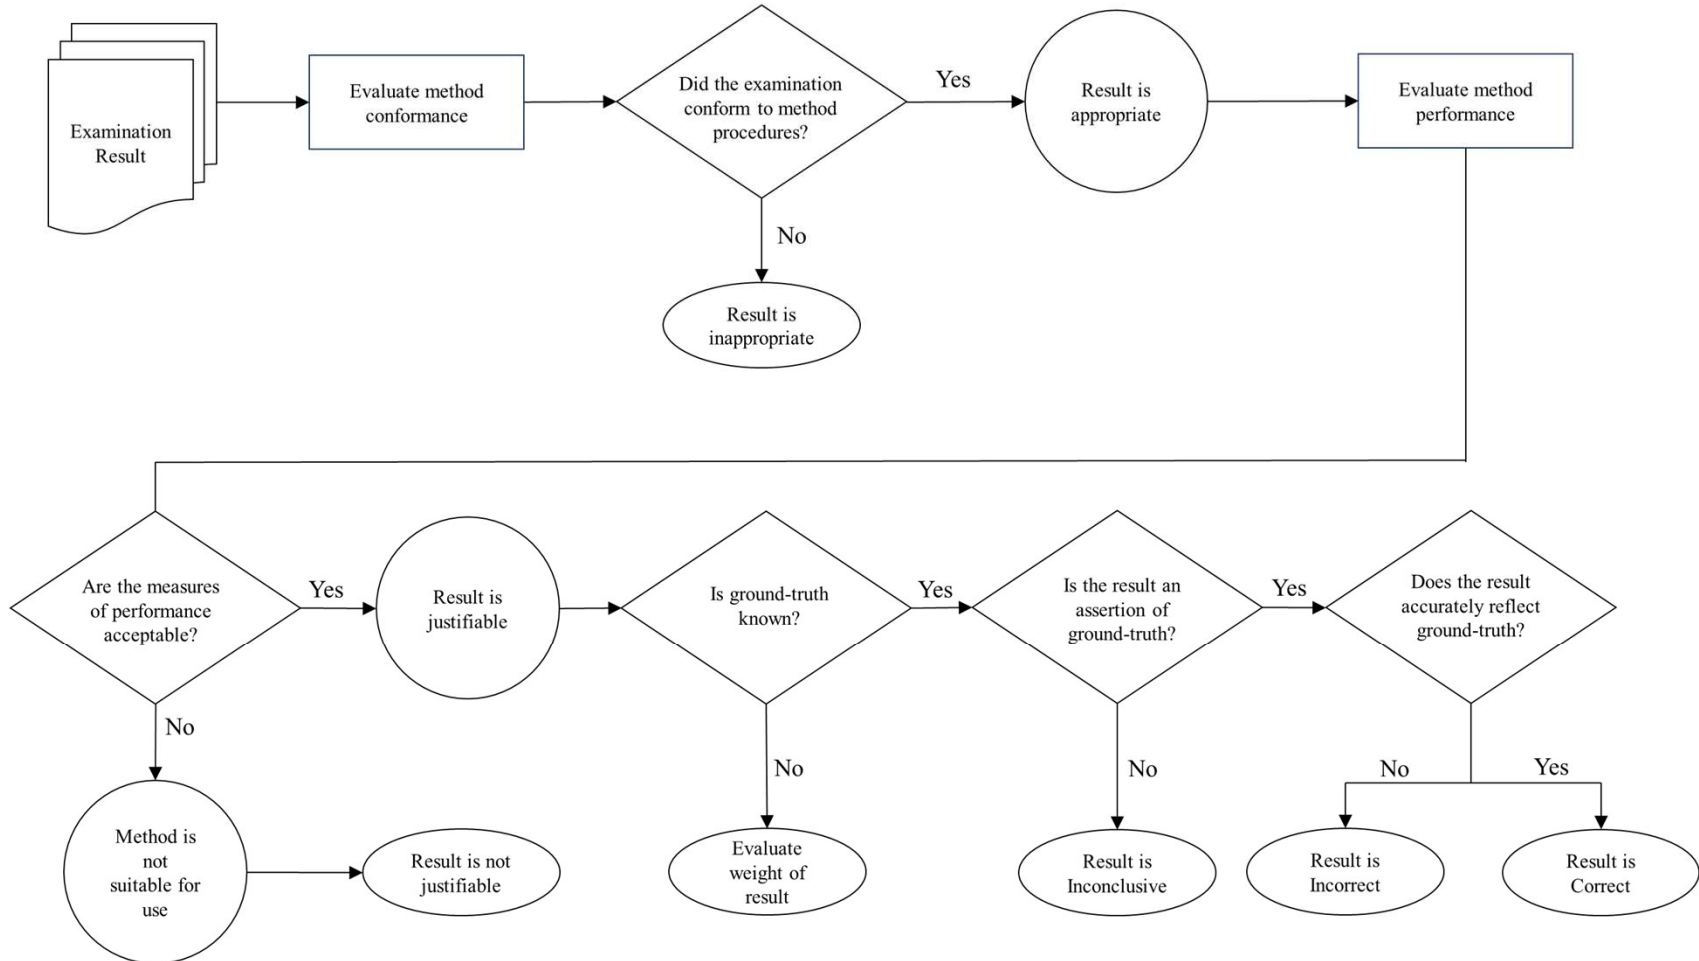 Examination
Result
Evaluate method
conformance
Did the examination
conform to method
procedures?
Yes
No
Result is
inappropriate
Result is
appropriate
Evaluate method
performance
Are the measures
of performance
acceptable?
Yes
No
Method is
not
suitable for
use
Result is not
justifiable
Result is
justifiable
Is ground-truth
known?
Yes
No
Evaluate
weight of
result
Is the result an
assertion of
ground-truth?
Yes
No
Result is
Inconclusive
Does the result
accurately reflect
ground-truth?
No
Yes
Result is
Incorrect
Result is
Correct